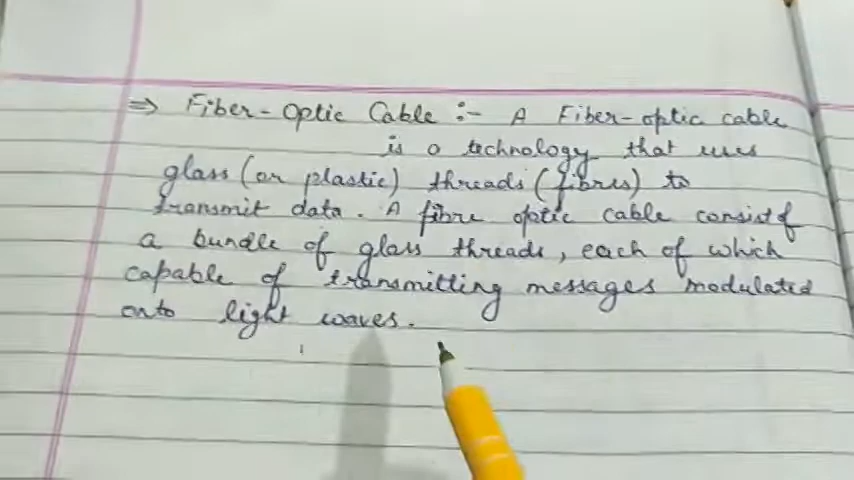 ⇒ Fiber-Optic Cable :- A Fiber-optic cable
is a technology that uses
glass (or plastic) threads (fibres) to
transmit data. A fibre optic cable consist of
a bundle of glass threads, each of which
capable of transmitting messages modulated
onto light waves.